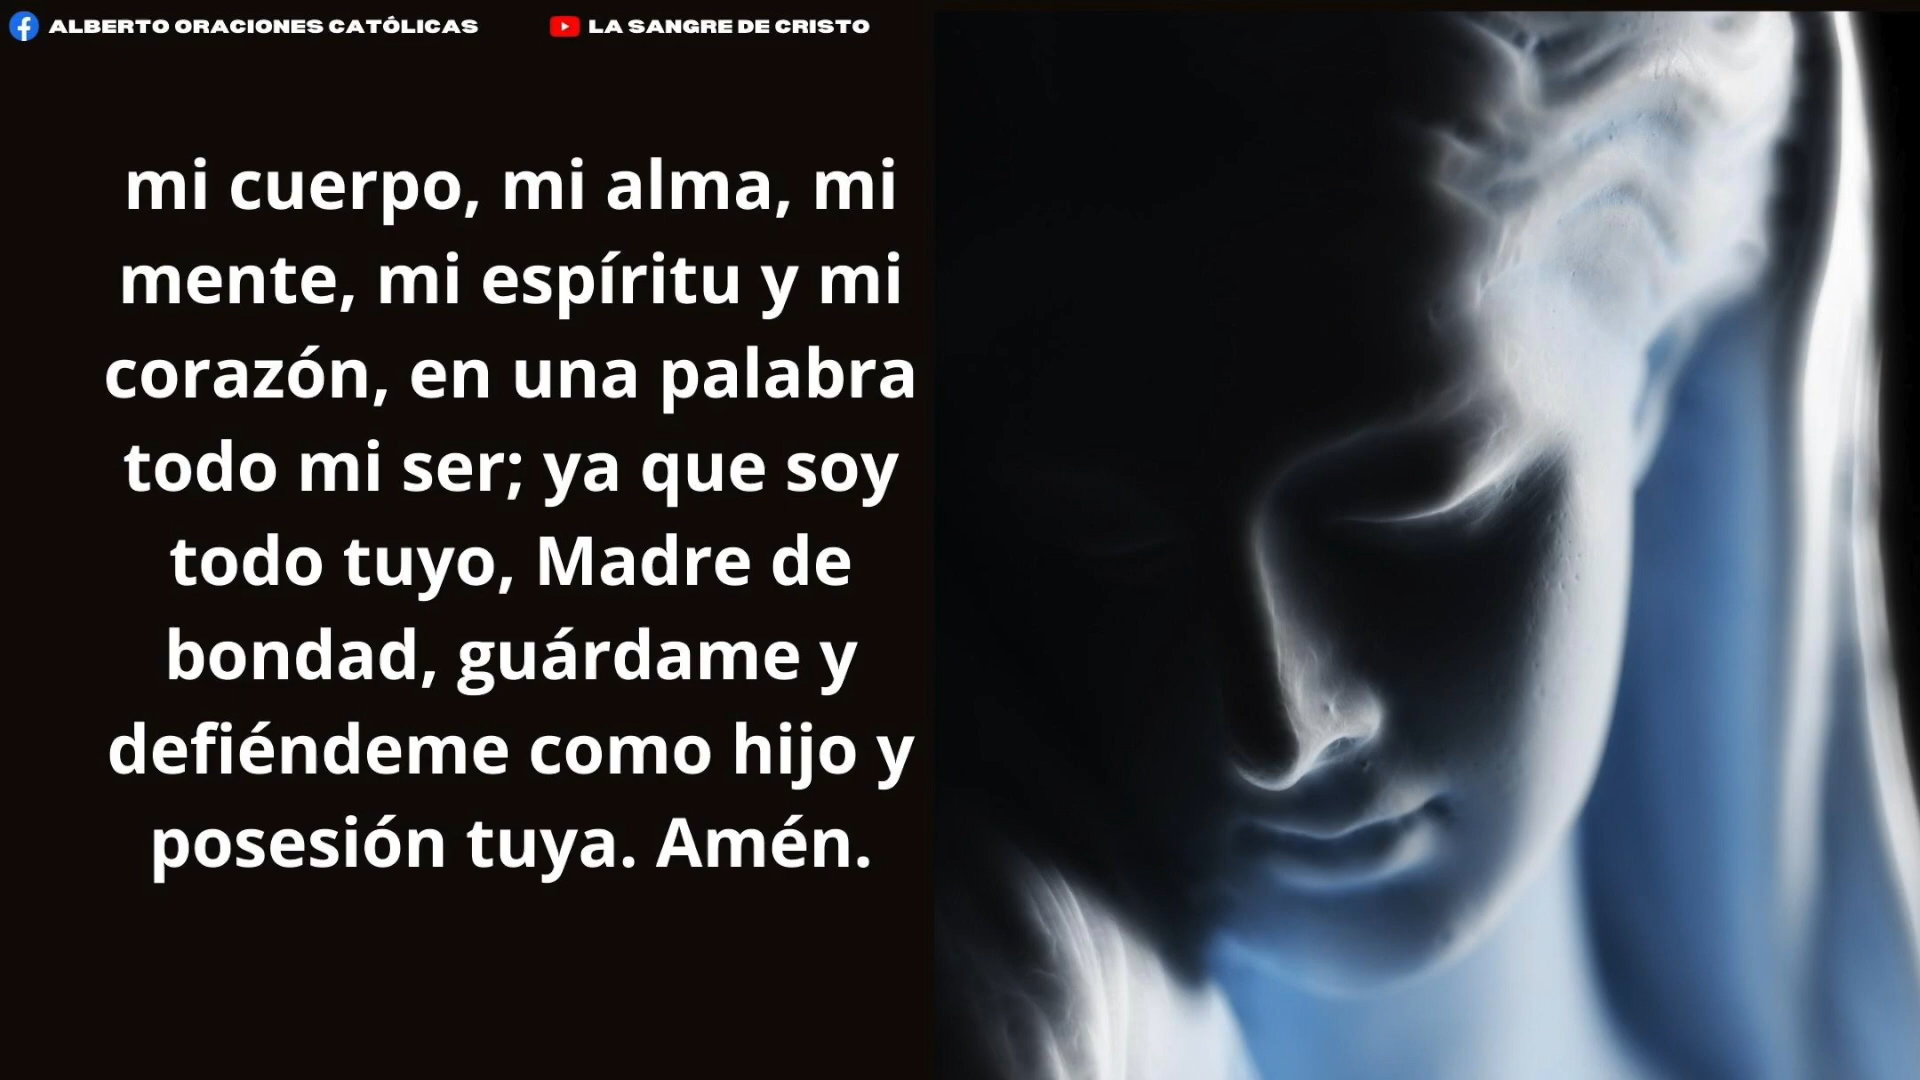 ALBERTO ORACIONES CATÓLICAS
LA SANGRE DE CRISTO
mi cuerpo, mi alma, mi
mente, mi espíritu y mi
corazón, en una palabra
todo mi ser; ya que soy
todo tuyo, Madre de
bondad, guárdame y
defiéndeme como hijo y
posesión tuya. Amén.